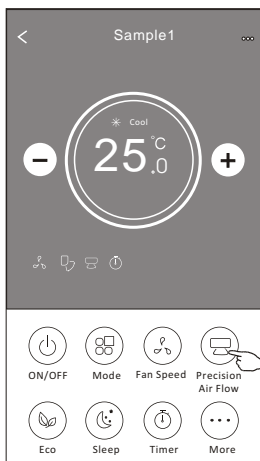 Sample1
Cool
25.0 °C
ON/OFF
Mode
Fan Speed
Precision
Air Flow
Eco
Sleep
Timer
More